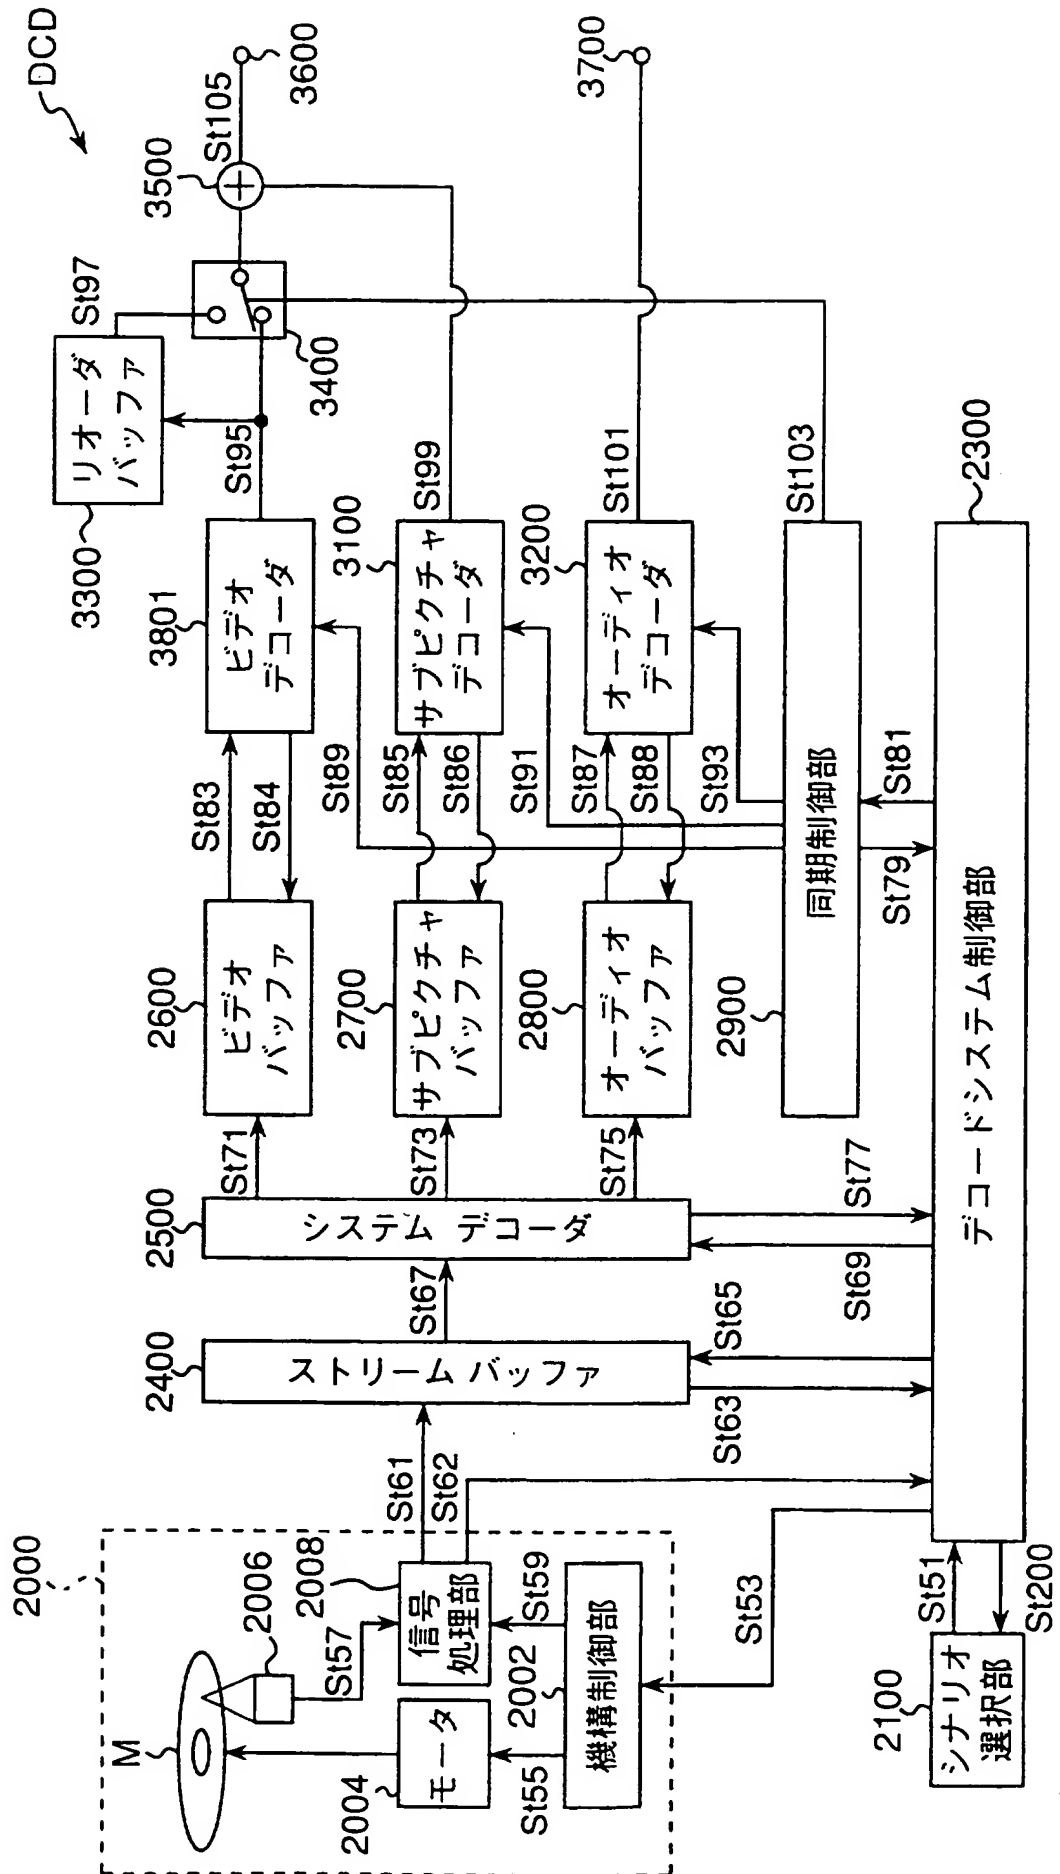 DCD
2000
M
2006
2008
信号
処理部
St57
St59
2004
モータ
2002
St55
機構制御部
St53
St61
St62
2400
ストリーム バッファ
St63
St65
St67
2500
システム デコーダ
St69
St77
St71
St73
St75
2600
ビデオ
バッファ
2700
サブピクチャ
バッファ
2800
オーディオ
バッファ
St83
St84
St89
St85
St86
St91
St87
St88
St93
3801
ビデオ
デコーダ
3100
サブピクチャ
デコーダ
3200
オーディオ
デコーダ
2900
同期制御部
St79
St81
3300
リオーダ
バッファ
St95
St97
3400
3500
St105
3600
St99
St101
3700
St103
2300
デコードシステム制御部
St51
St200
2100
シナリオ
選択部